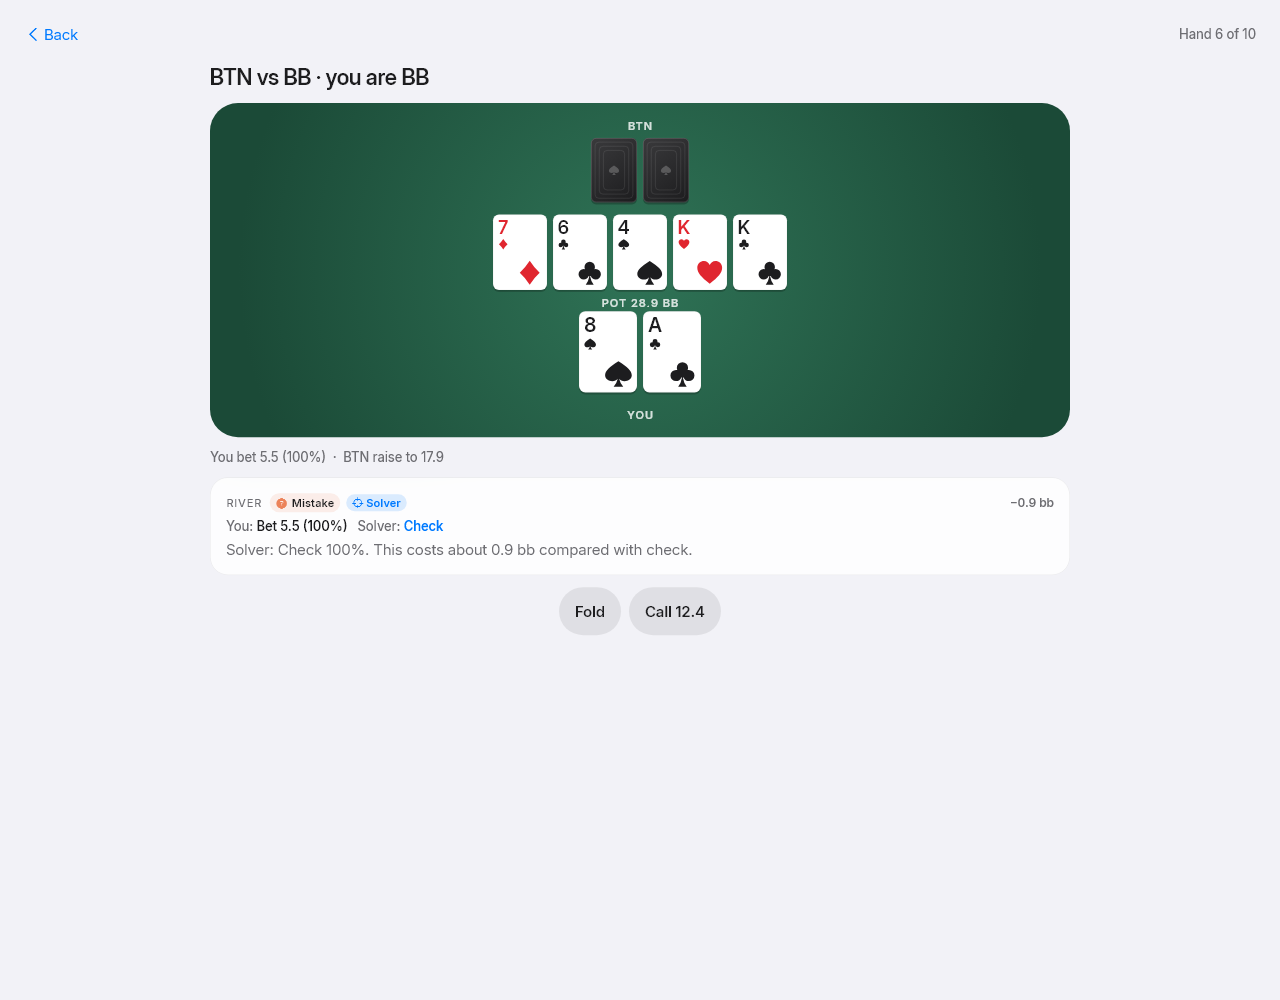 Back
Hand 6 of 10
BTN vs BB · you are BB
BTN
7 6 4 K K
POT 28.9 BB
8 A
YOU
You bet 5.5 (100%) · BTN raise to 17.9
RIVER Mistake Solver −0.9 bb
You: Bet 5.5 (100%) Solver: Check
Solver: Check 100%. This costs about 0.9 bb compared with check.
Fold Call 12.4